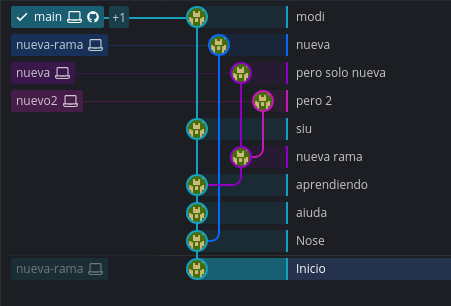 main +1 modi
nueva-rama nueva
nueva pero solo nueva
nuevo2 pero 2
siu
nueva rama
aprendiendo
aiuda
Nose
nueva-rama Inicio